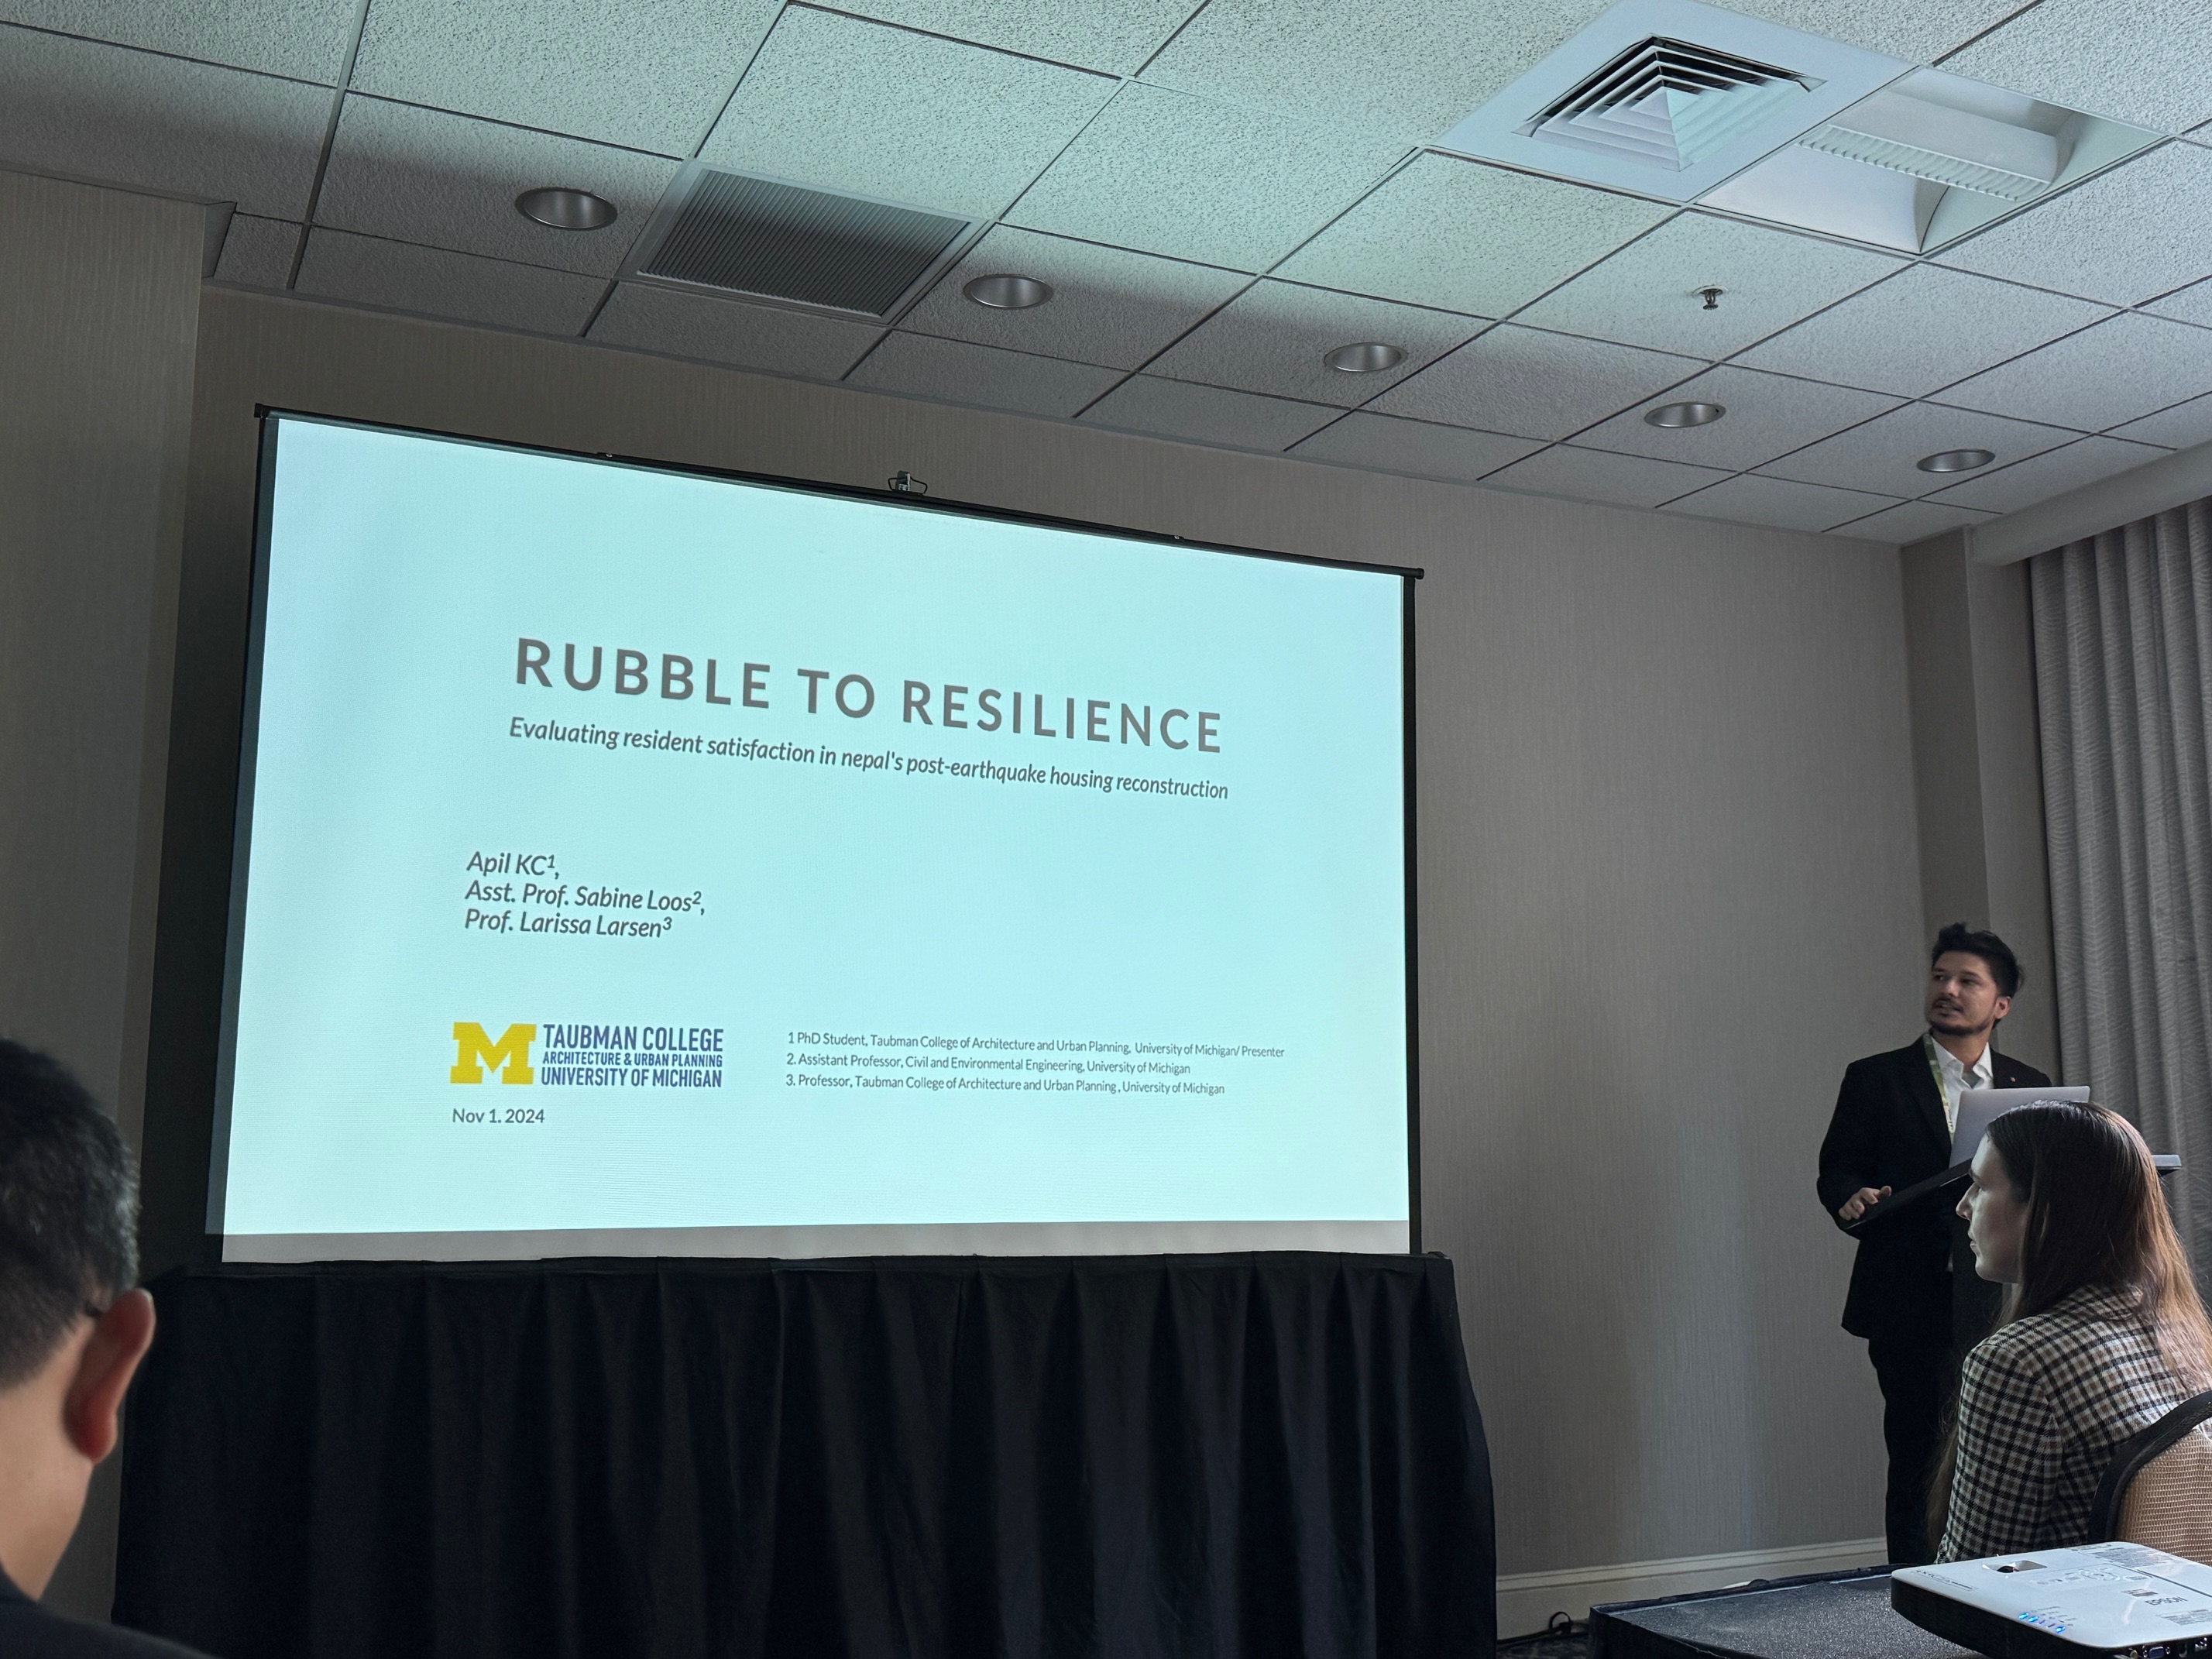 RUBBLE TO RESILIENCE
Evaluating resident satisfaction in nepal's post-earthquake housing reconstruction
Apil KC¹,
Asst. Prof. Sabine Loos²,
Prof. Larissa Larsen³
M
TAUBMAN COLLEGE
ARCHITECTURE & URBAN PLANNING
UNIVERSITY OF MICHIGAN
1 PhD Student, Taubman College of Architecture and Urban Planning, University of Michigan/ Presenter
2. Assistant Professor, Civil and Environmental Engineering, University of Michigan
3. Professor, Taubman College of Architecture and Urban Planning , University of Michigan
Nov 1. 2024
EPSON